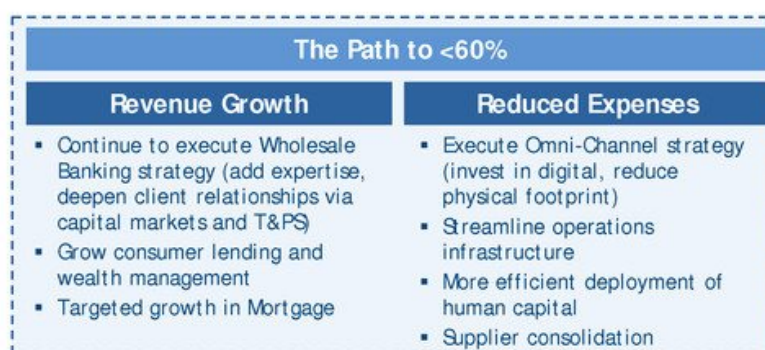 The Path to <60%
Revenue Growth
▪ Continue to execute Wholesale
Banking strategy (add expertise,
deepen client relationships via
capital markets and T&PS)
▪ Grow consumer lending and
wealth management
▪ Targeted growth in Mortgage
Reduced Expenses
▪ Execute Omni-Channel strategy
(invest in digital, reduce
physical footprint)
▪ Streamline operations
infrastructure
▪ More efficient deployment of
human capital
▪ Supplier consolidation